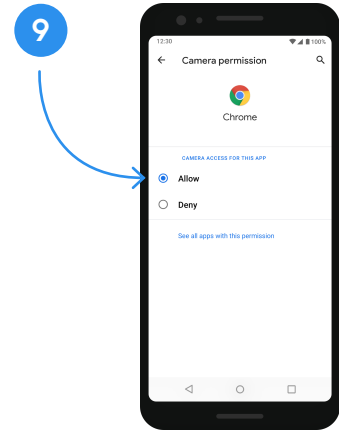 9
12:30 100%
Camera permission
Chrome
CAMERA ACCESS FOR THIS APP
Allow
Deny
See all apps with this permission